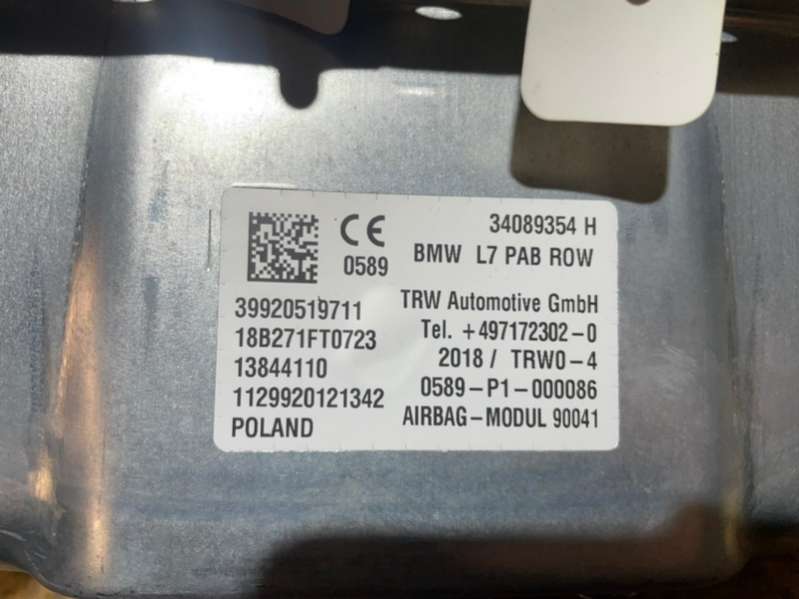 CE
0589
34089354 H
BMW L7 PAB ROW
39920519711
18B271FT0723
13844110
1129920121342
POLAND
TRW Automotive GmbH
Tel. +497172302-0
2018 / TRW0-4
0589-P1-000086
AIRBAG-MODUL 90041